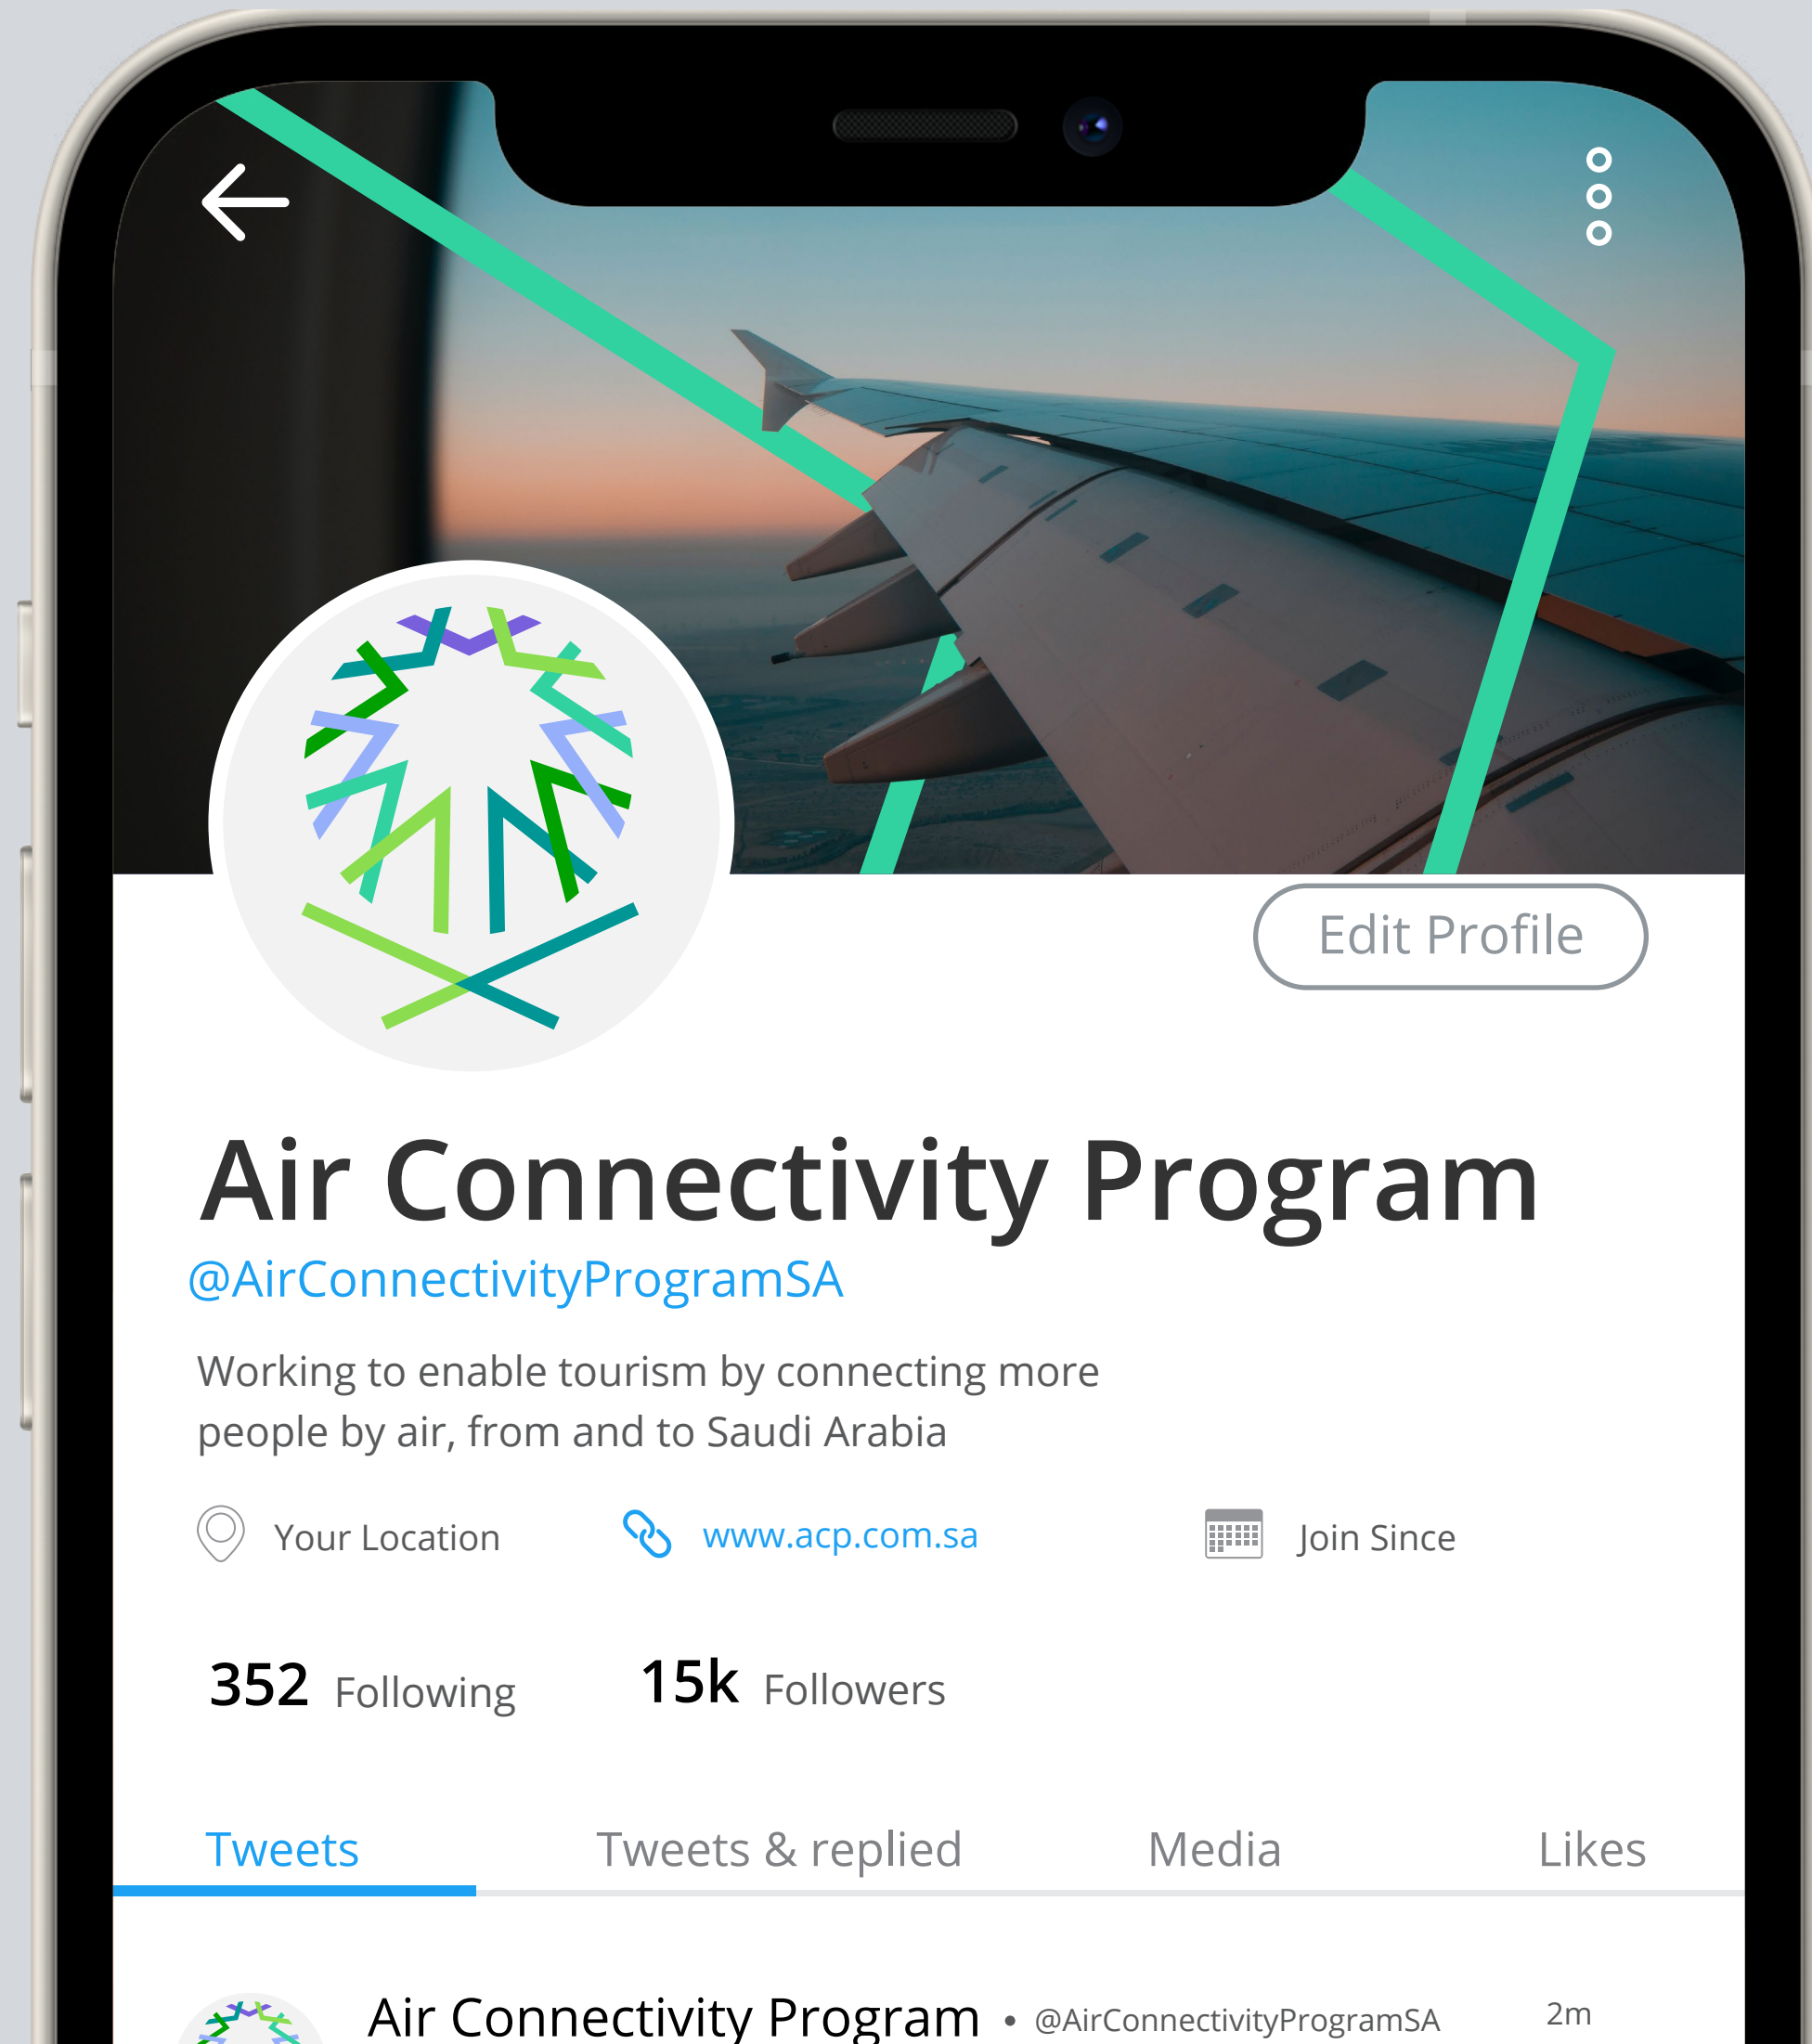 Edit Profile
Air Connectivity Program
@AirConnectivityProgramSA
Working to enable tourism by connecting more
people by air, from and to Saudi Arabia
Your Location www.acp.com.sa Join Since
352 Following 15k Followers
Tweets Tweets & replied Media Likes
Air Connectivity Program • @AirConnectivityProgramSA 2m